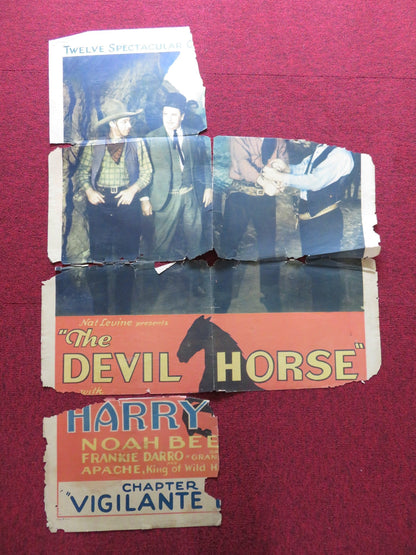 TWELVE SPECTACULAR
Nat Levine presents
"The
DEVIL HORSE"
with
HARRY
NOAH BEE
FRANKIE DARRO "GRAN
APACHE, King of Wild H
CHAPTER
"VIGILANTE